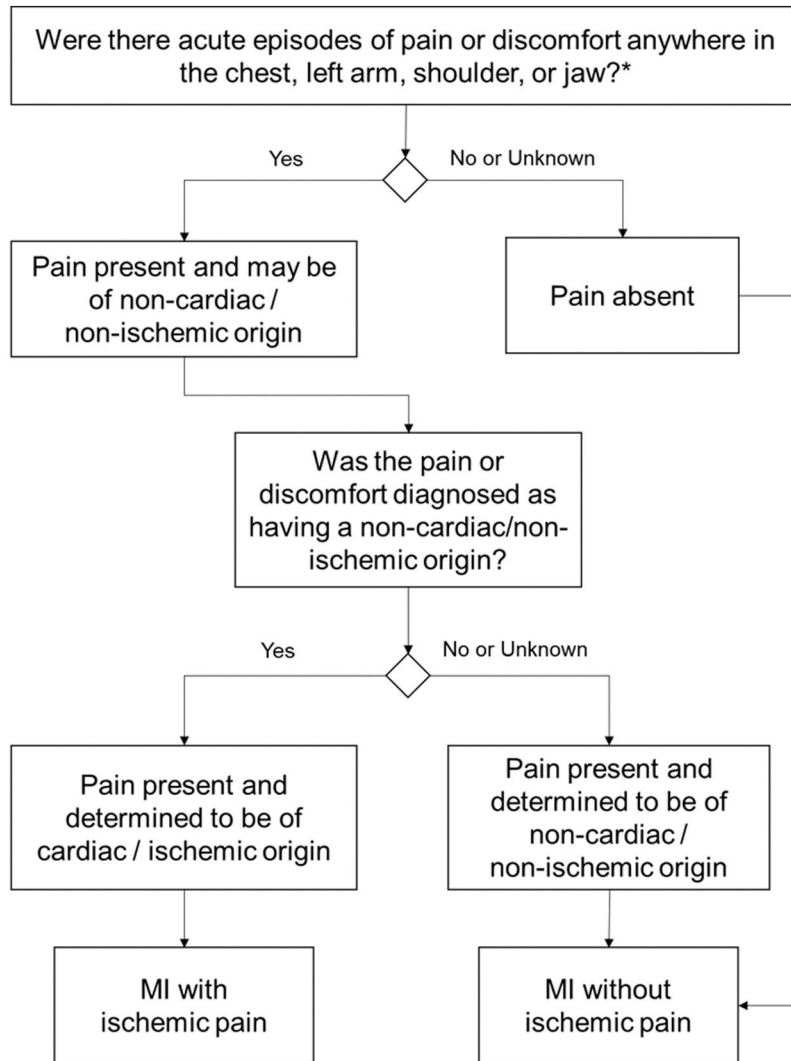 Were there acute episodes of pain or discomfort anywhere in
the chest, left arm, shoulder, or jaw?*
Yes
No or Unknown
Pain present and may be
of non-cardiac /
non-ischemic origin
Pain absent
Was the pain or
discomfort diagnosed as
having a non-cardiac/non-
ischemic origin?
Yes
No or Unknown
Pain present and
determined to be of
cardiac / ischemic origin
Pain present and
determined to be of
non-cardiac /
non-ischemic origin
MI with
ischemic pain
MI without
ischemic pain